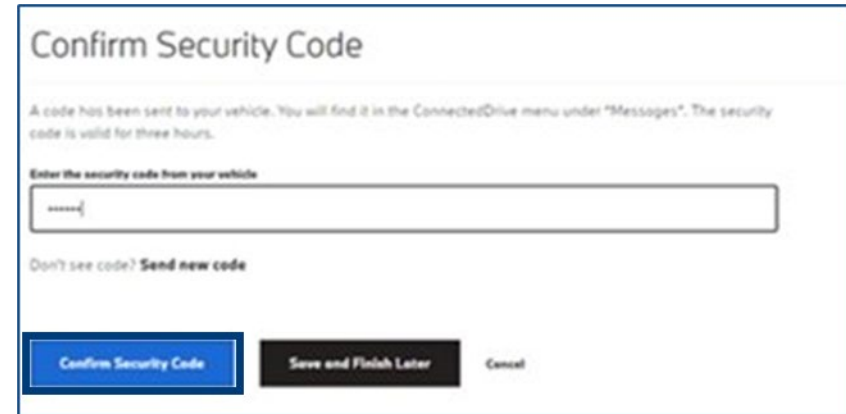 Confirm Security Code
A code has been sent to your vehicle. You will find it in the ConnectedDrive menu under "Messages". The security
code is valid for three hours.
Enter the security code from your vehicle
••••••
Don't see code? Send new code
Confirm Security Code Save and Finish Later Cancel